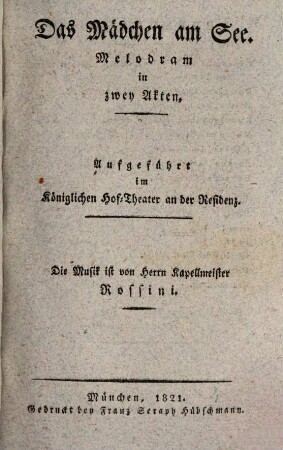 Das Mädchen am See.
Melodram
in
zwey Akten.
Aufgeführt
im
Königlichen Hof-Theater an der Residenz.
Die Musik ist von Herrn Kapellmeister
Rossini.
München, 1821.
Gedruckt bey Franz Seraph Hübschmann.